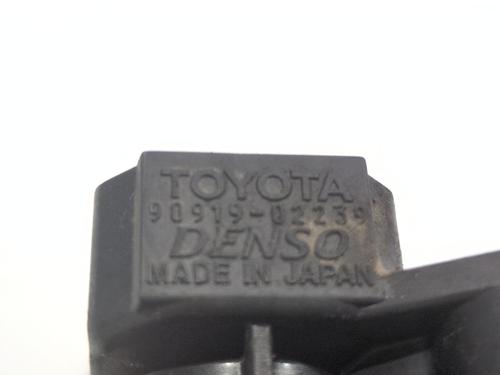 TOYOTA
90919-02239
DENSO
MADE IN JAPAN